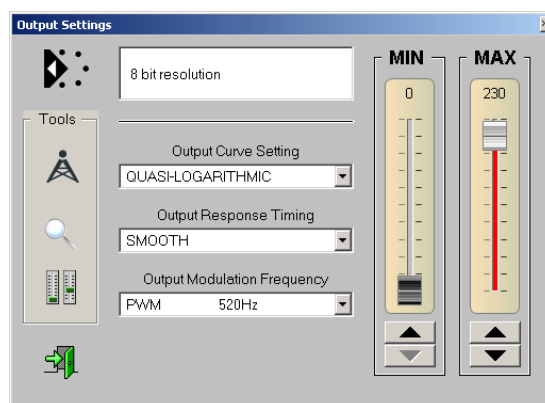 Output Settings
8 bit resolution
Tools
Output Curve Setting
QUASI-LOGARITHMIC
Output Response Timing
SMOOTH
Output Modulation Frequency
PWM 520Hz
MIN
0
MAX
230